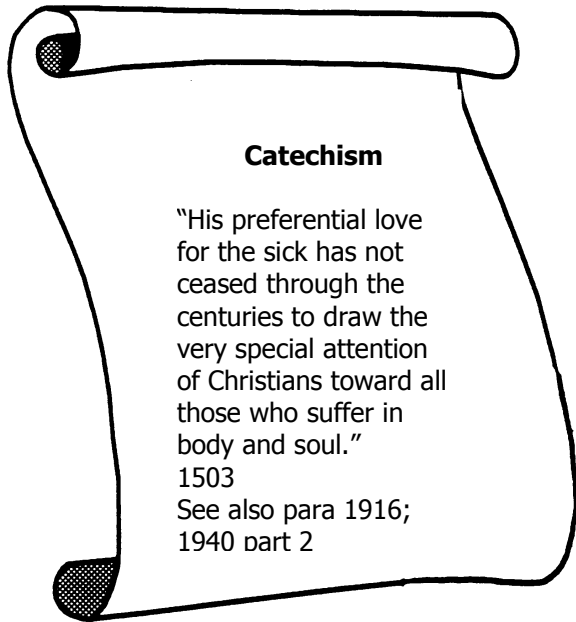 Catechism
“His preferential love
for the sick has not
ceased through the
centuries to draw the
very special attention
of Christians toward all
those who suffer in
body and soul.”
1503
See also para 1916;
1940 part 2